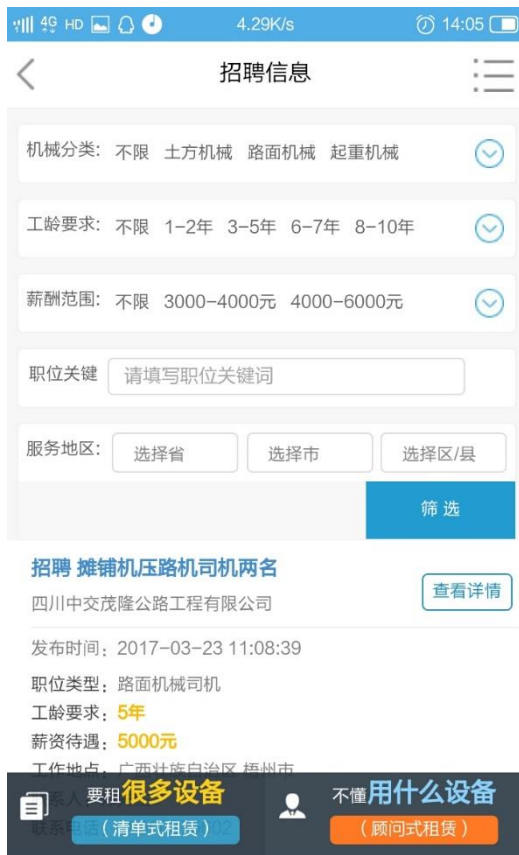 4G HD 4.29K/s 14:05
招聘信息
机械分类: 不限 土方机械 路面机械 起重机械
工龄要求: 不限 1-2年 3-5年 6-7年 8-10年
薪酬范围: 不限 3000-4000元 4000-6000元
职位关键 请填写职位关键词
服务地区: 选择省 选择市 选择区/县
筛 选
招聘 摊铺机压路机司机两名
查看详情
四川中交茂隆公路工程有限公司
发布时间：2017-03-23 11:08:39
职位类型：路面机械司机
工龄要求：5年
薪资待遇：5000元
工作地点：广西壮族自治区 梧州市
要租很多设备
（清单式租赁）
不懂用什么设备
（顾问式租赁）